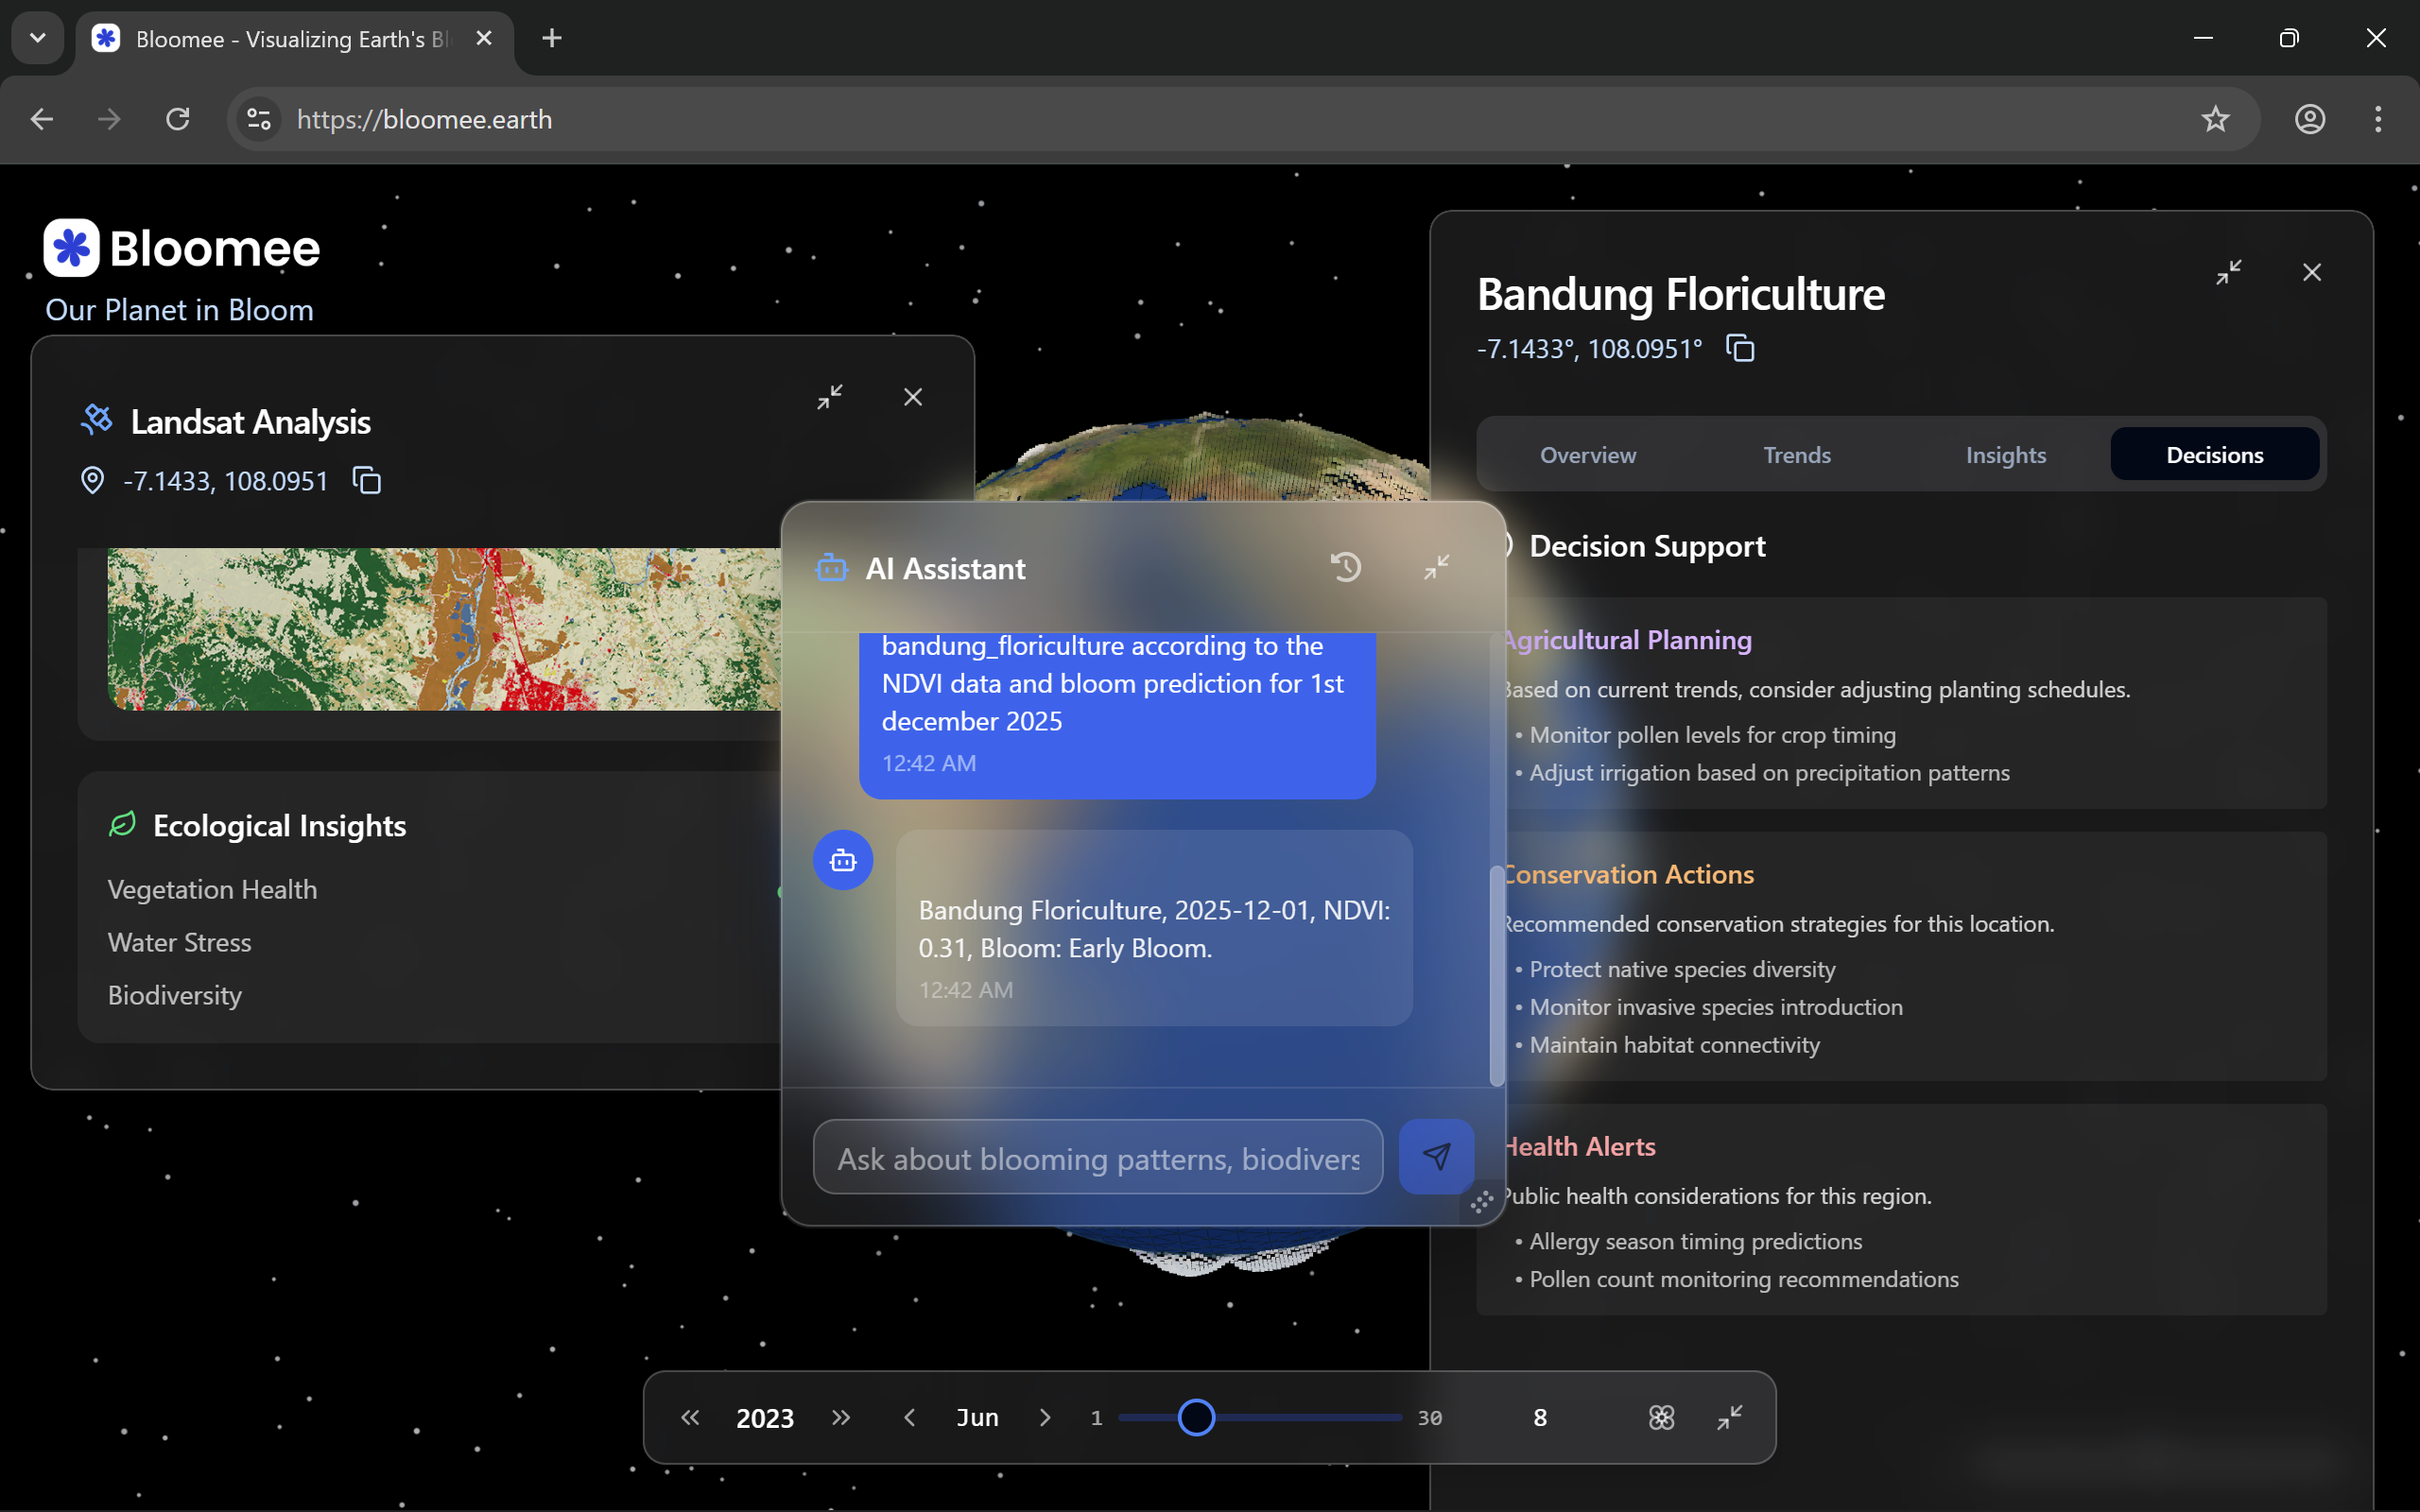 Bloomee - Visualizing Earth's Bl
https://bloomee.earth
Bloomee
Our Planet in Bloom
Landsat Analysis
-7.1433, 108.0951
Ecological Insights
Vegetation Health
Water Stress
Biodiversity
AI Assistant
bandung_floriculture according to the
NDVI data and bloom prediction for 1st
december 2025
12:42 AM
Bandung Floriculture, 2025-12-01, NDVI:
0.31, Bloom: Early Bloom.
12:42 AM
Ask about blooming patterns, biodivers
Bandung Floriculture
-7.1433°, 108.0951°
Overview
Trends
Insights
Decisions
Decision Support
Agricultural Planning
Based on current trends, consider adjusting planting schedules.
• Monitor pollen levels for crop timing
• Adjust irrigation based on precipitation patterns
Conservation Actions
Recommended conservation strategies for this location.
• Protect native species diversity
• Monitor invasive species introduction
• Maintain habitat connectivity
Health Alerts
Public health considerations for this region.
• Allergy season timing predictions
• Pollen count monitoring recommendations
2023
Jun
1
30
8